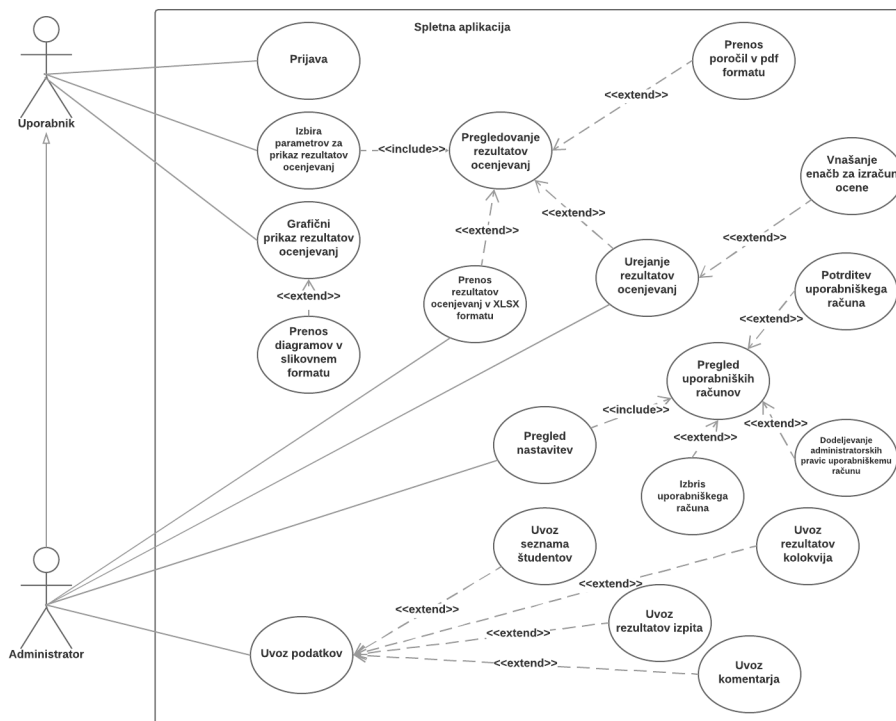 Spletna aplikacija
Uporabnik
Prijava
Prenos
poročil v pdf
formatu
<<extend>>
Izbira
parametrov za
prikaz rezultatov
ocenjevanj
<<include>>
Pregledovanje
rezultatov
ocenjevanj
Vnašanje
enačb za izračun
ocene
<<extend>>
<<extend>>
<<extend>>
Grafični
prikaz rezultatov
ocenjevanj
<<extend>>
Prenos
diagramov v
slikovnem
formatu
Prenos
rezultatov
ocenjevanj v XLSX
formatu
Urejanje
rezultatov
ocenjevanj
Potrditev
uporabniškega
računa
<<extend>>
Pregled
uporabniških
računov
<<include>>
<<extend>>
<<extend>>
Pregled
nastavitev
Dodeljevanje
administratorskih
pravic uporabniškemu
računu
Izbris
uporabniškega
računa
Uvoz
seznama
študentov
Uvoz
rezultatov
kolokvija
<<extend>>
<<extend>>
<<extend>>
<<extend>>
Uvoz
rezultatov izpita
Uvoz
komentarja
Uvoz podatkov
Administrator